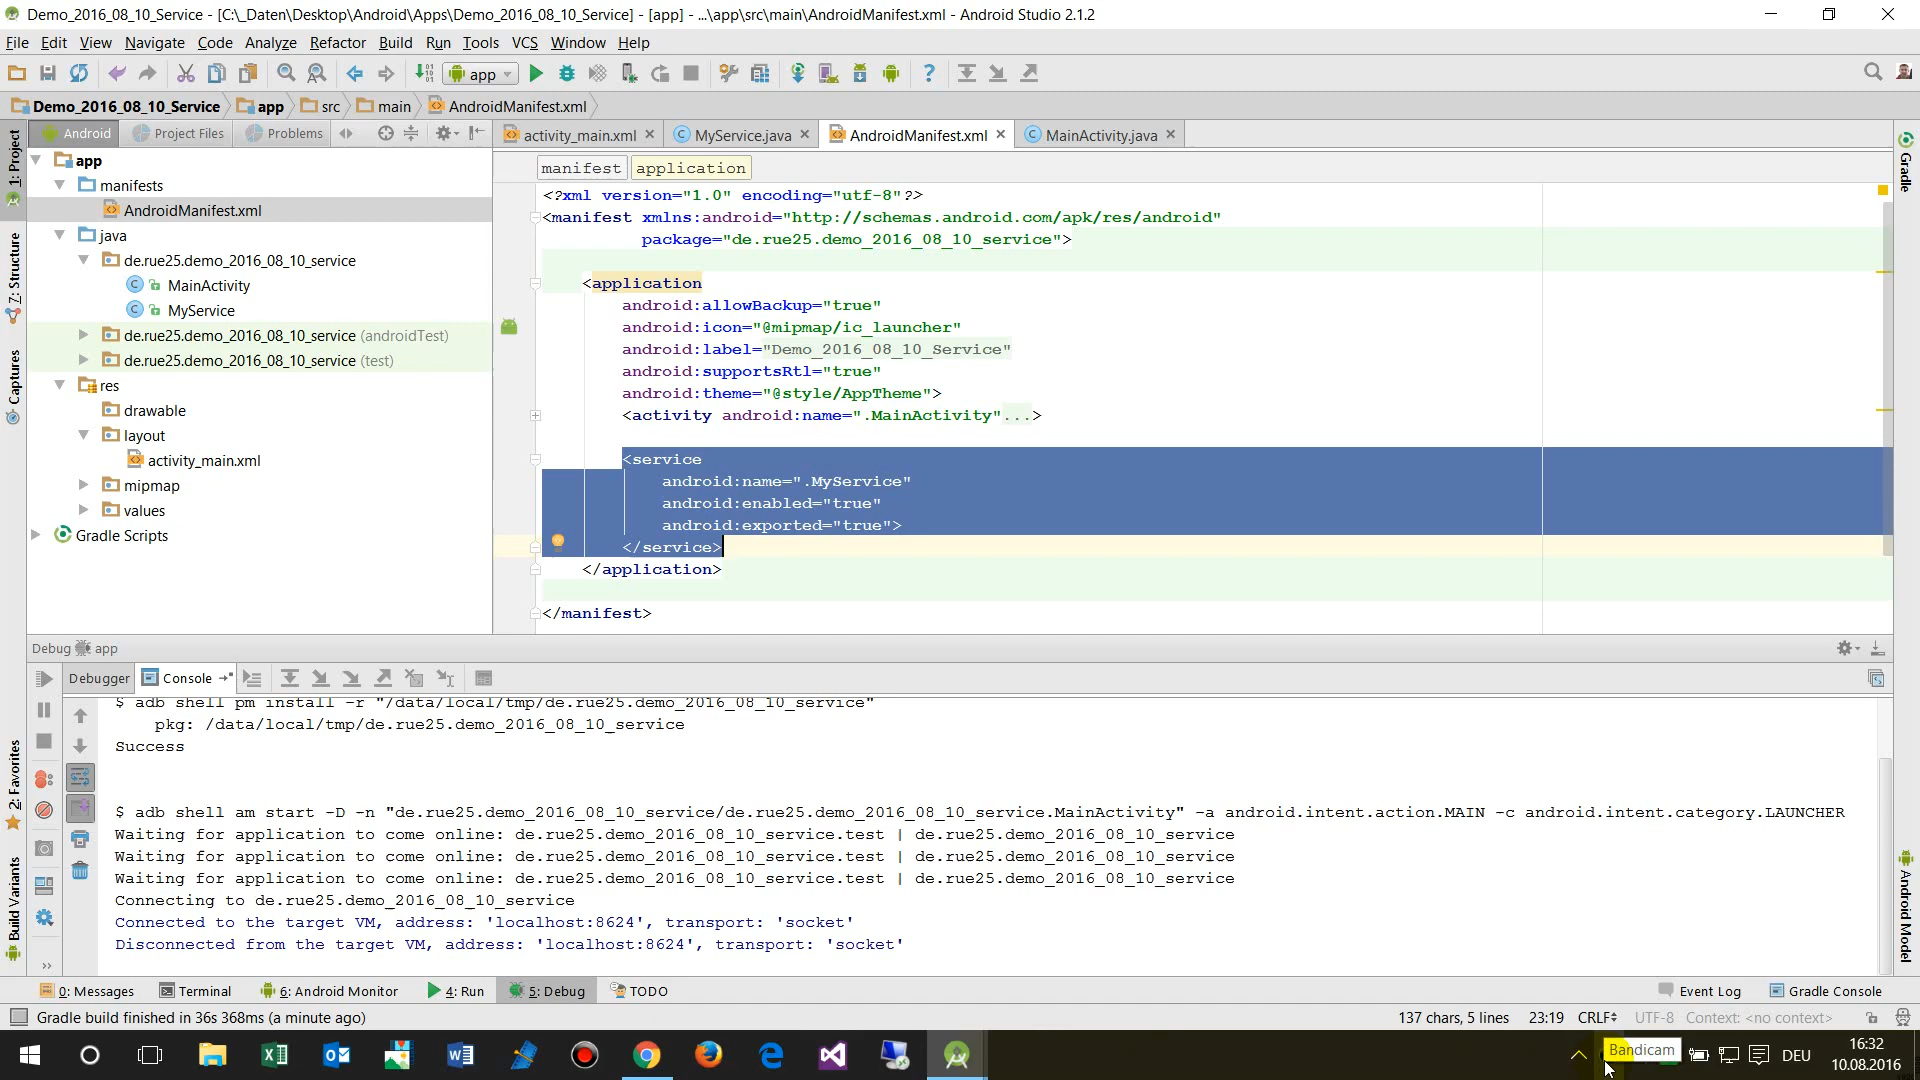 Demo_2016_08_10_Service - [C:\_Daten\Desktop\Android\Apps\Demo_2016_08_10_Service] - [app] - ...\app\src\main\AndroidManifest.xml - Android Studio 2.1.2
File Edit View Navigate Code Analyze Refactor Build Run Tools VCS Window Help
app
Demo_2016_08_10_Service app src main AndroidManifest.xml
Android Project Files Problems
activity_main.xml MyService.java AndroidManifest.xml MainActivity.java
1: Project
7: Structure
Captures
2: Favorites
Build Variants
Gradle
Android Model
app
manifests
AndroidManifest.xml
java
de.rue25.demo_2016_08_10_service
MainActivity
MyService
de.rue25.demo_2016_08_10_service (androidTest)
de.rue25.demo_2016_08_10_service (test)
res
drawable
layout
activity_main.xml
mipmap
values
Gradle Scripts
manifest application
<?xml version="1.0" encoding="utf-8"?>
<manifest xmlns:android="http://schemas.android.com/apk/res/android"
package="de.rue25.demo_2016_08_10_service">
<application
android:allowBackup="true"
android:icon="@mipmap/ic_launcher"
android:label="Demo_2016_08_10_Service"
android:supportsRtl="true"
android:theme="@style/AppTheme">
<activity android:name=".MainActivity"...>
<service
android:name=".MyService"
android:enabled="true"
android:exported="true">
</service>
</application>
</manifest>
Debug app
Debugger Console
$ adb shell pm install -r "/data/local/tmp/de.rue25.demo_2016_08_10_service"
pkg: /data/local/tmp/de.rue25.demo_2016_08_10_service
Success
$ adb shell am start -D -n "de.rue25.demo_2016_08_10_service/de.rue25.demo_2016_08_10_service.MainActivity" -a android.intent.action.MAIN -c android.intent.category.LAUNCHER
Waiting for application to come online: de.rue25.demo_2016_08_10_service.test | de.rue25.demo_2016_08_10_service
Waiting for application to come online: de.rue25.demo_2016_08_10_service.test | de.rue25.demo_2016_08_10_service
Waiting for application to come online: de.rue25.demo_2016_08_10_service.test | de.rue25.demo_2016_08_10_service
Connecting to de.rue25.demo_2016_08_10_service
Connected to the target VM, address: 'localhost:8624', transport: 'socket'
Disconnected from the target VM, address: 'localhost:8624', transport: 'socket'
0: Messages Terminal 6: Android Monitor 4: Run 5: Debug TODO Event Log Gradle Console
Gradle build finished in 36s 368ms (a minute ago) 137 chars, 5 lines 23:19 CRLF UTF-8 Context: <no context>
Bandicam
DEU
16:32
10.08.2016